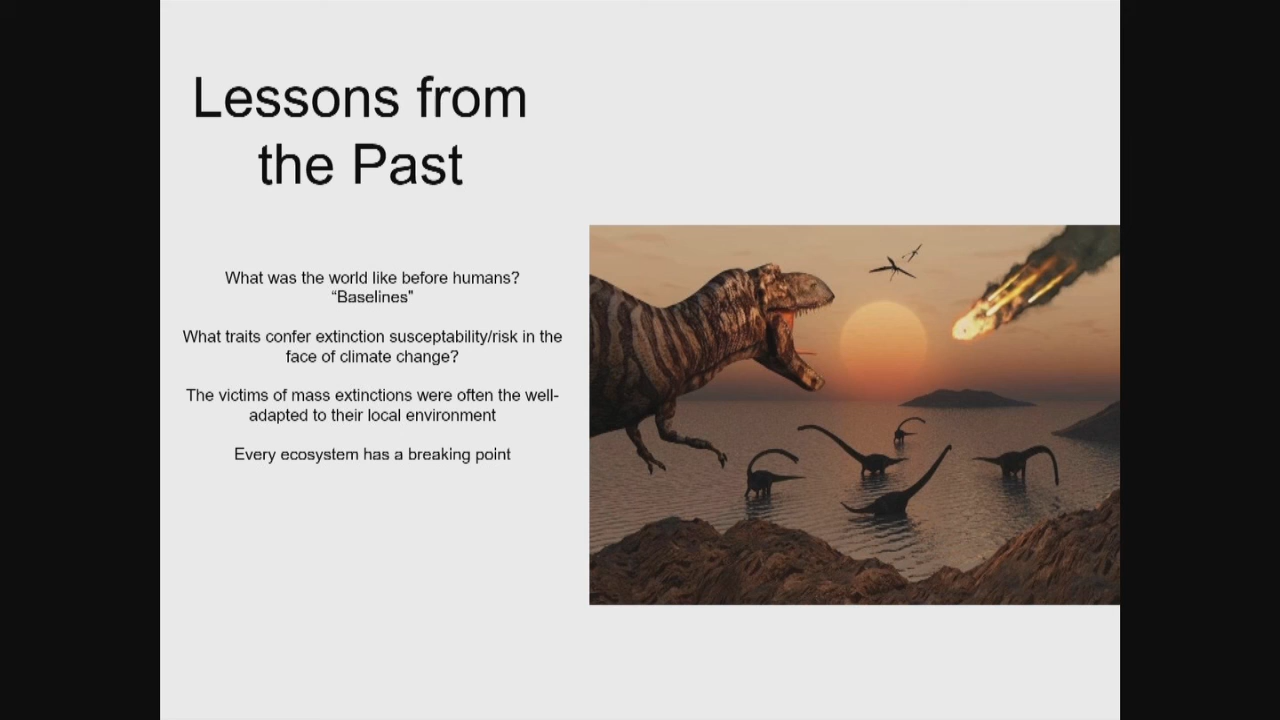 Lessons from
the Past
What was the world like before humans?
“Baselines"
What traits confer extinction susceptability/risk in the
face of climate change?
The victims of mass extinctions were often the well-
adapted to their local environment
Every ecosystem has a breaking point